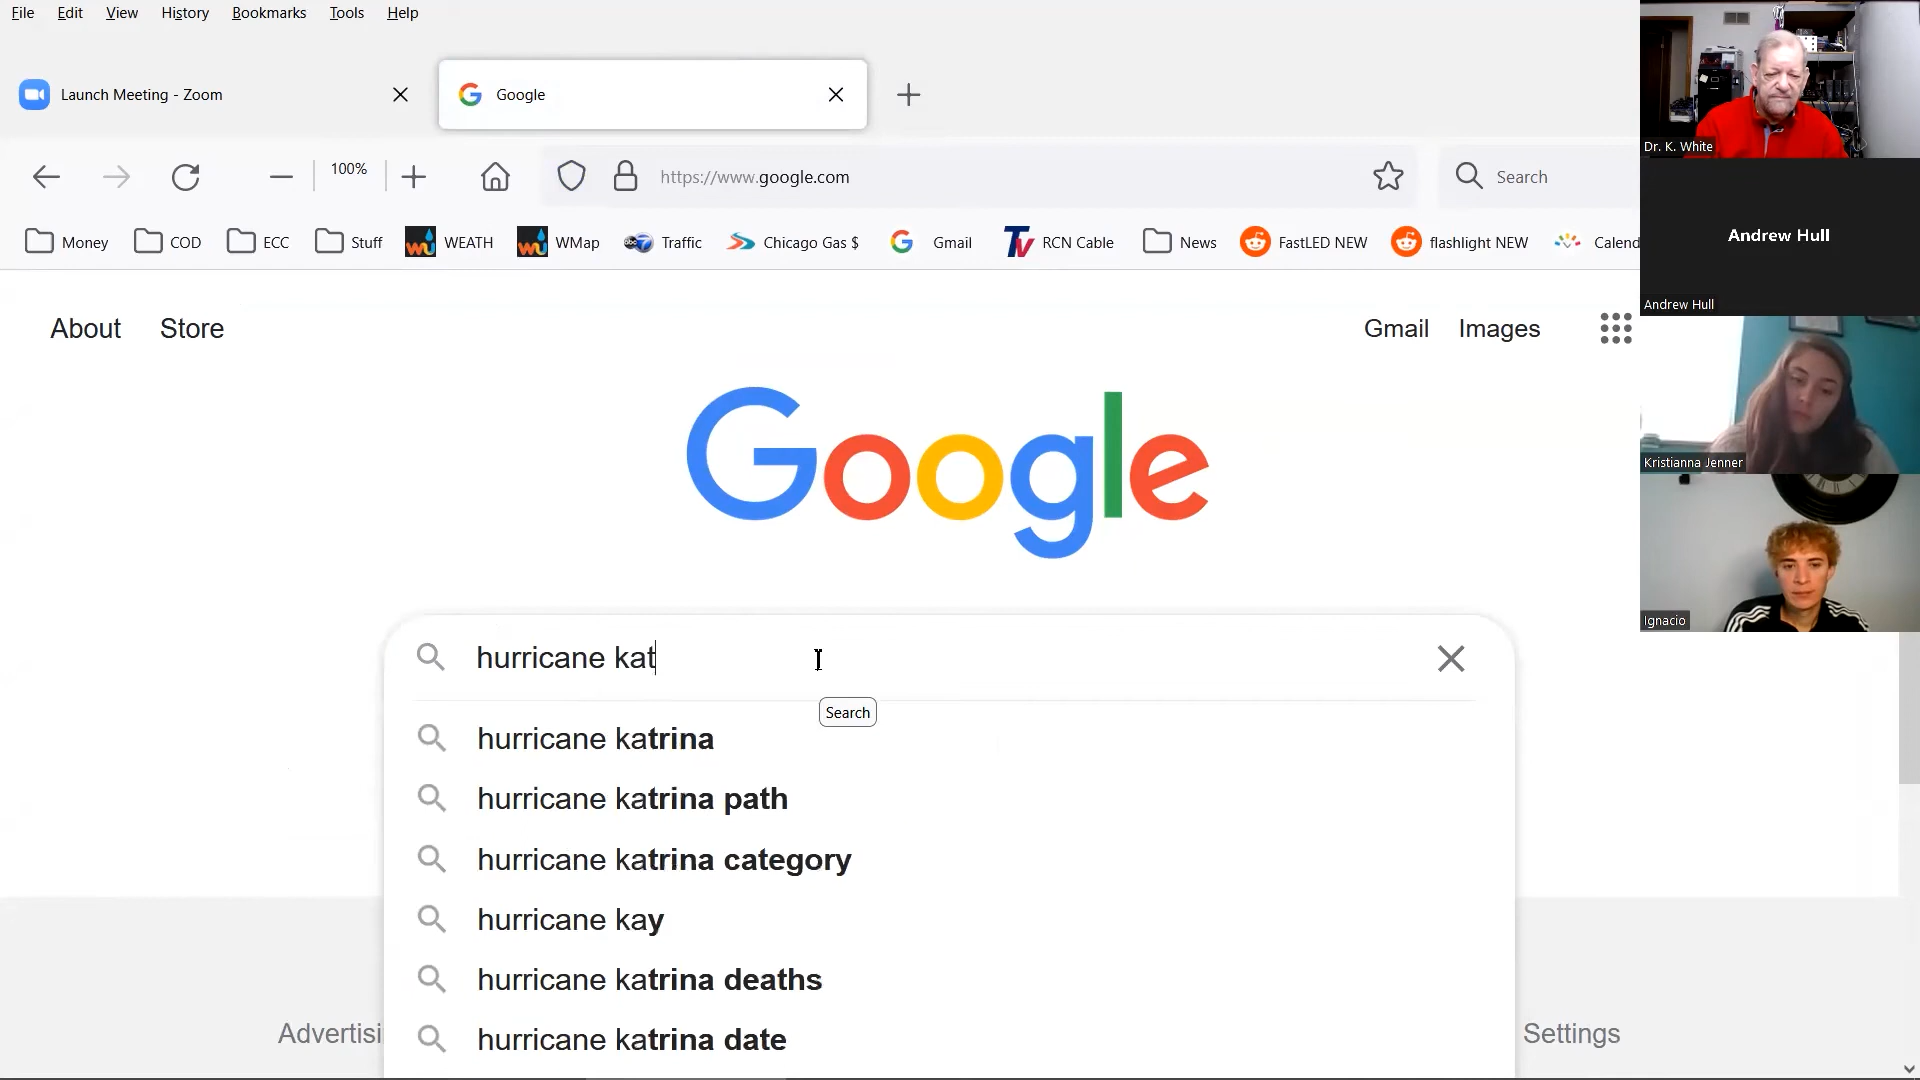 File Edit View History Bookmarks Tools Help
Launch Meeting - Zoom Google
100% https://www.google.com Search
Money COD ECC Stuff WEATH WMap Traffic Chicago Gas $ Gmail RCN Cable News FastLED NEW flashlight NEW Calend
About Store Gmail Images
Google
hurricane kat
Search
hurricane katrina
hurricane katrina path
hurricane katrina category
hurricane kay
hurricane katrina deaths
hurricane katrina date
Advertisi Settings
Dr. K. White
Andrew Hull
Andrew Hull
Kristianna Jenner
Ignacio